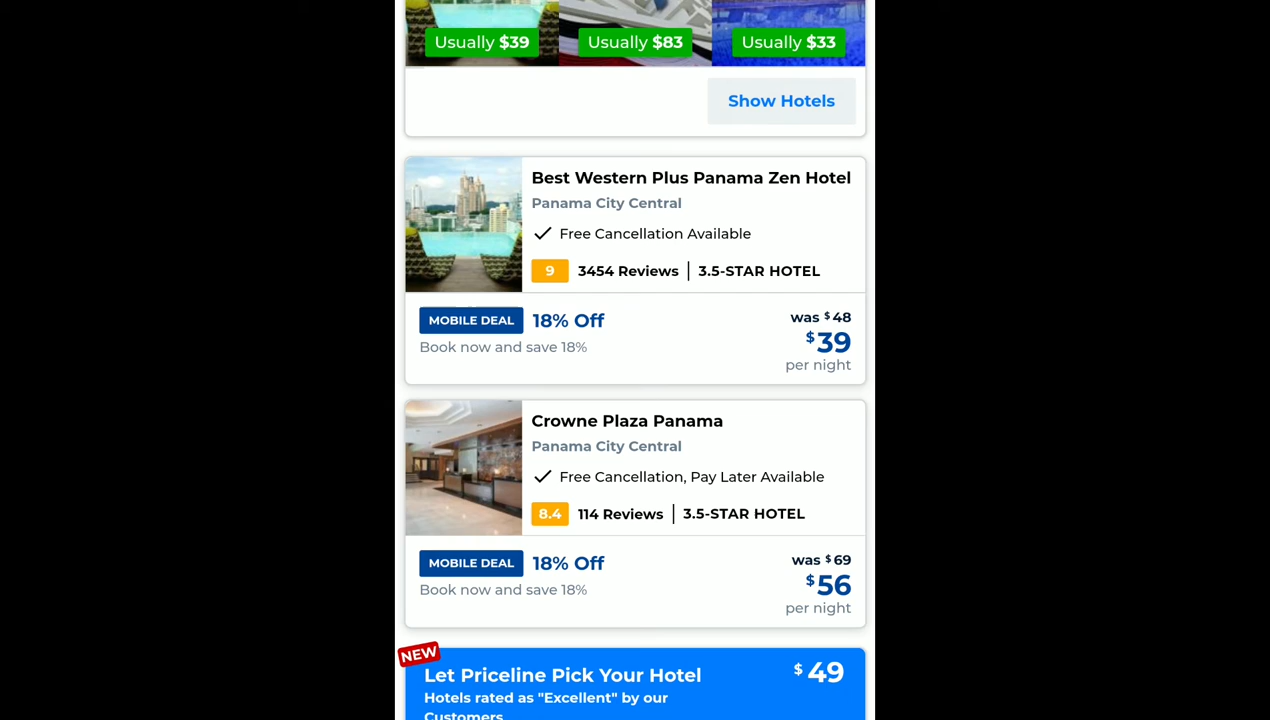 Usually $39
Usually $83
Usually $33
Show Hotels
Best Western Plus Panama Zen Hotel
Panama City Central
Free Cancellation Available
9 3454 Reviews | 3.5-STAR HOTEL
MOBILE DEAL 18% Off
Book now and save 18%
was $48
$39
per night
Crowne Plaza Panama
Panama City Central
Free Cancellation, Pay Later Available
8.4 114 Reviews | 3.5-STAR HOTEL
MOBILE DEAL 18% Off
Book now and save 18%
was $69
$56
per night
NEW
Let Priceline Pick Your Hotel
$49
Hotels rated as "Excellent" by our
Customers